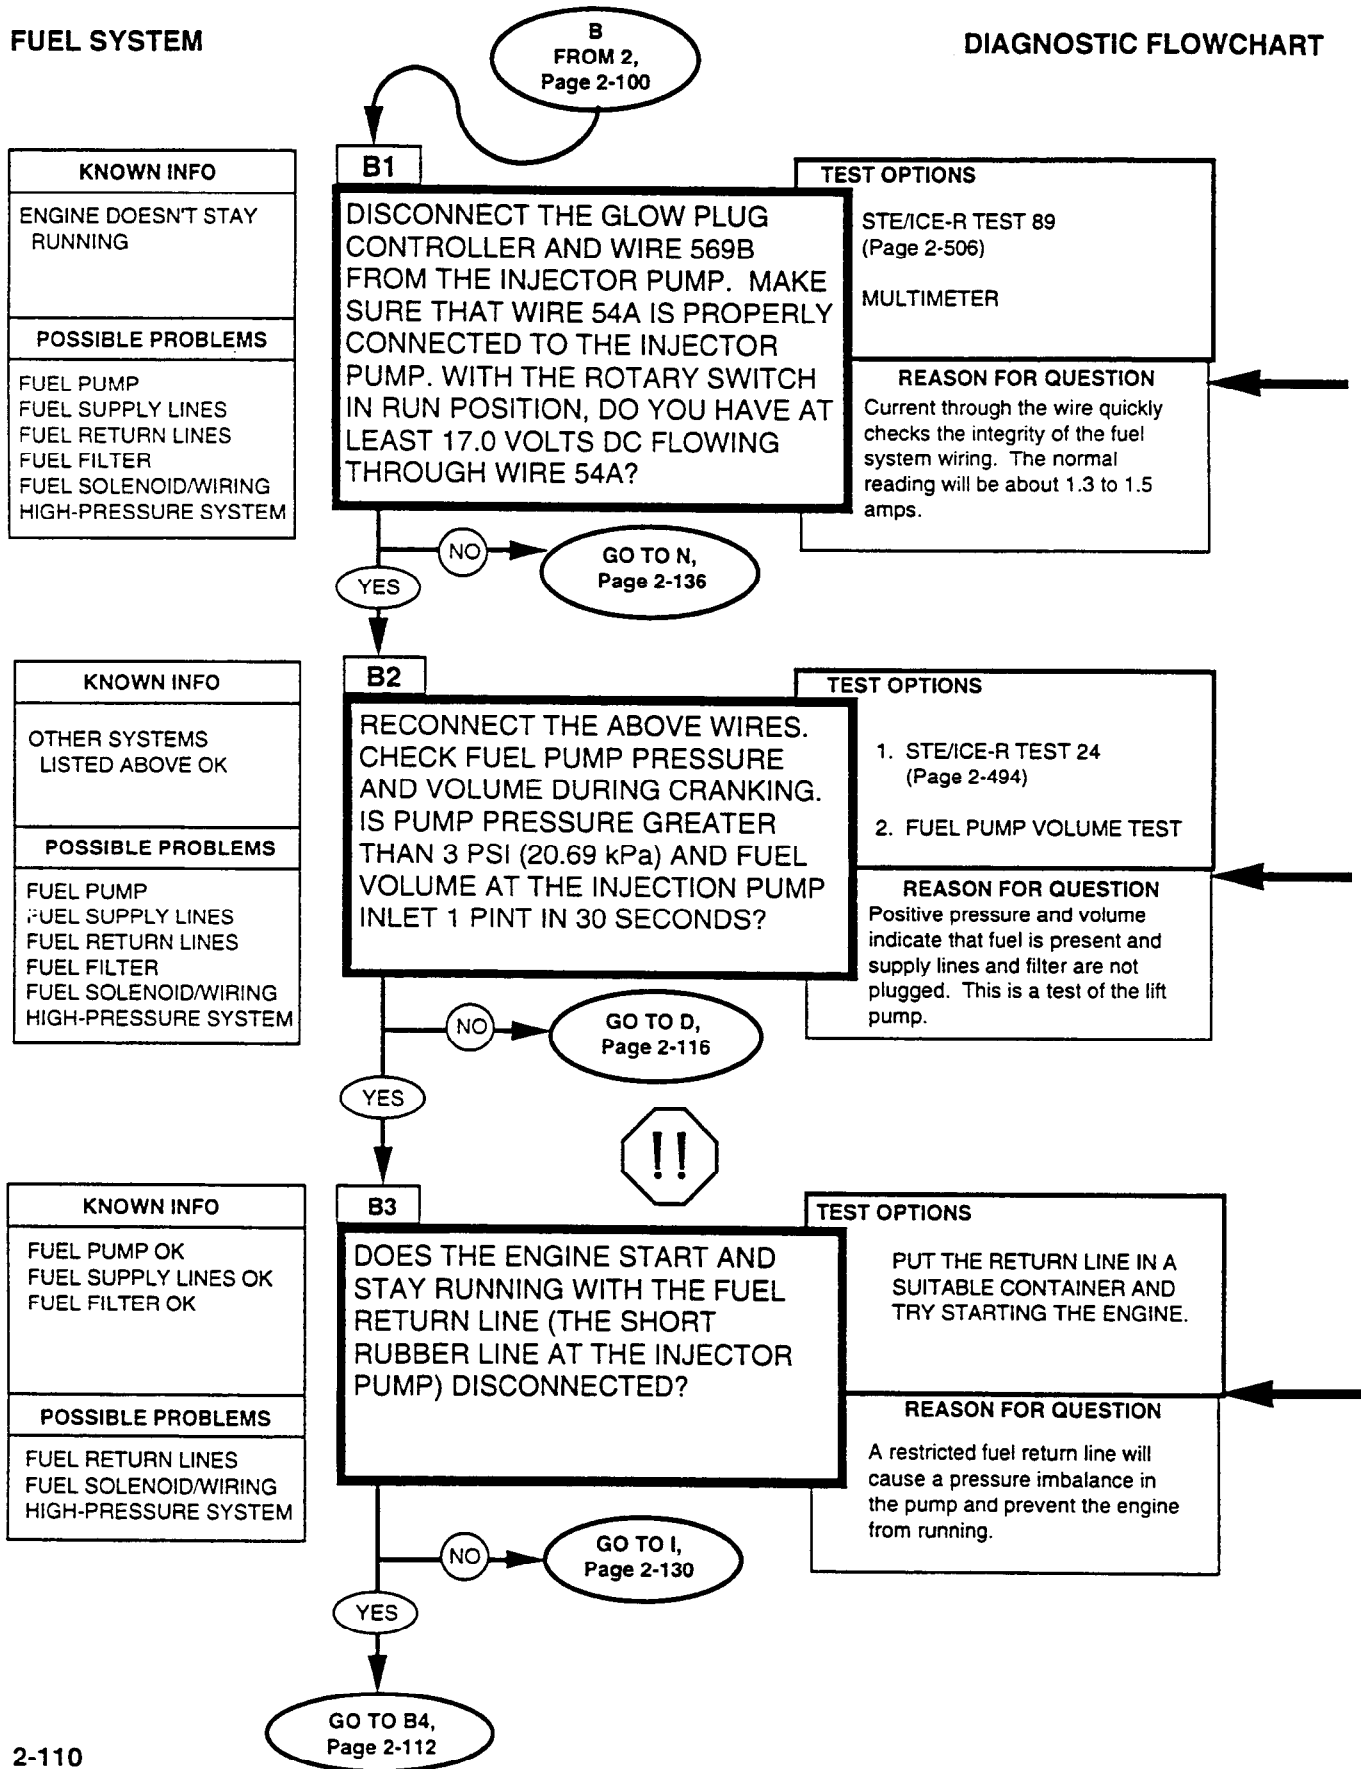 FUEL SYSTEM
DIAGNOSTIC FLOWCHART
B
FROM 2,
Page 2-100
KNOWN INFO
ENGINE DOESN'T STAY
RUNNING
POSSIBLE PROBLEMS
FUEL PUMP
FUEL SUPPLY LINES
FUEL RETURN LINES
FUEL FILTER
FUEL SOLENOID/WIRING
HIGH-PRESSURE SYSTEM
B1
DISCONNECT THE GLOW PLUG
CONTROLLER AND WIRE 569B
FROM THE INJECTOR PUMP. MAKE
SURE THAT WIRE 54A IS PROPERLY
CONNECTED TO THE INJECTOR
PUMP. WITH THE ROTARY SWITCH
IN RUN POSITION, DO YOU HAVE AT
LEAST 17.0 VOLTS DC FLOWING
THROUGH WIRE 54A?
TEST OPTIONS
STE/ICE-R TEST 89
(Page 2-506)
MULTIMETER
REASON FOR QUESTION
Current through the wire quickly
checks the integrity of the fuel
system wiring. The normal
reading will be about 1.3 to 1.5
amps.
NO
GO TO N,
Page 2-136
YES
KNOWN INFO
OTHER SYSTEMS
LISTED ABOVE OK
POSSIBLE PROBLEMS
FUEL PUMP
FUEL SUPPLY LINES
FUEL RETURN LINES
FUEL FILTER
FUEL SOLENOID/WIRING
HIGH-PRESSURE SYSTEM
B2
RECONNECT THE ABOVE WIRES.
CHECK FUEL PUMP PRESSURE
AND VOLUME DURING CRANKING.
IS PUMP PRESSURE GREATER
THAN 3 PSI (20.69 kPa) AND FUEL
VOLUME AT THE INJECTION PUMP
INLET 1 PINT IN 30 SECONDS?
TEST OPTIONS
1. STE/ICE-R TEST 24
(Page 2-494)
2. FUEL PUMP VOLUME TEST
REASON FOR QUESTION
Positive pressure and volume
indicate that fuel is present and
supply lines and filter are not
plugged. This is a test of the lift
pump.
NO
GO TO D,
Page 2-116
YES
!!
KNOWN INFO
FUEL PUMP OK
FUEL SUPPLY LINES OK
FUEL FILTER OK
POSSIBLE PROBLEMS
FUEL RETURN LINES
FUEL SOLENOID/WIRING
HIGH-PRESSURE SYSTEM
B3
DOES THE ENGINE START AND
STAY RUNNING WITH THE FUEL
RETURN LINE (THE SHORT
RUBBER LINE AT THE INJECTOR
PUMP) DISCONNECTED?
TEST OPTIONS
PUT THE RETURN LINE IN A
SUITABLE CONTAINER AND
TRY STARTING THE ENGINE.
REASON FOR QUESTION
A restricted fuel return line will
cause a pressure imbalance in
the pump and prevent the engine
from running.
NO
GO TO I,
Page 2-130
YES
GO TO B4,
Page 2-112
2-110